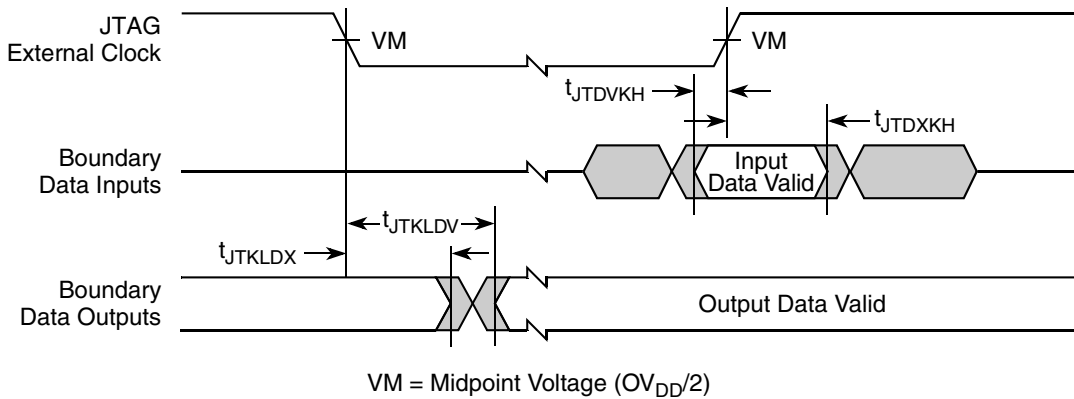 JTAG
External Clock
VM
VM
tJTDVKH
tJTDXKH
Boundary
Data Inputs
Input
Data Valid
tJTKLDV
tJTKLDX
Boundary
Data Outputs
Output Data Valid
VM = Midpoint Voltage (OVDD/2)